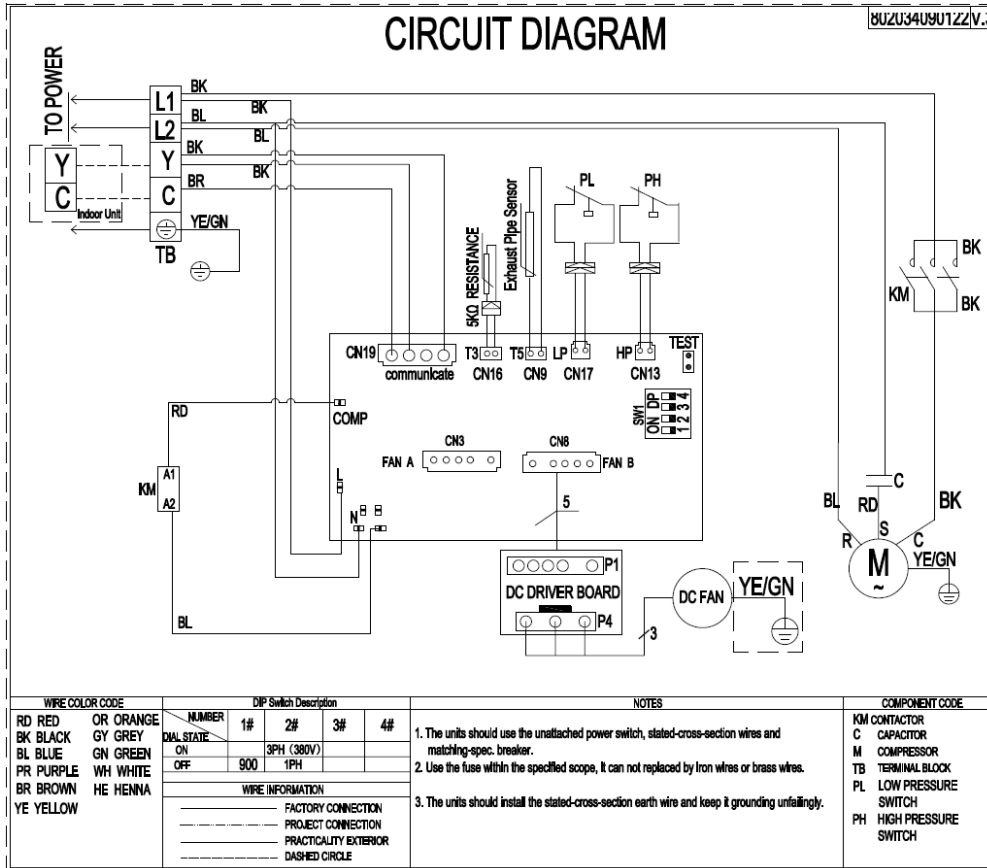 CIRCUIT DIAGRAM
802034090122 V.3
TO POWER
L1
L2
Y
C
TB
Y
C
Indoor Unit
BK
BK
BL
BL
BK
BK
BR
YE/GN
5KΩ RESISTANCE
Exhaust Pipe Sensor
PL
PH
KM
BK
BK
CN19
communicate
T3
CN16
T5
CN9
LP
CN17
HP
CN13
TEST
SW1
ON DP
1 2 3 4
COMP
RD
KM
A1
A2
BL
CN3
FAN A
CN8
FAN B
L
N
5
P1
DC DRIVER BOARD
P4
3
DC FAN
YE/GN
C
BL
RD
BK
R
S
C
M
~
YE/GN
WIRE COLOR CODE
RD RED OR ORANGE
BK BLACK GY GREY
BL BLUE GN GREEN
PR PURPLE WH WHITE
BR BROWN HE HENNA
YE YELLOW
DIP Switch Description
NUMBER 1# 2# 3# 4#
DIAL STATE
ON 3PH (380V)
OFF 900 1PH
WIRE INFORMATION
FACTORY CONNECTION
PROJECT CONNECTION
PRACTICALITY EXTERIOR
DASHED CIRCLE
NOTES
1. The units should use the unattached power switch, stated-cross-section wires and
matching-spec. breaker.
2. Use the fuse within the specified scope, it can not replaced by iron wires or brass wires.
3. The units should install the stated-cross-section earth wire and keep it grounding unfailingly.
COMPONENT CODE
KM CONTACTOR
C CAPACITOR
M COMPRESSOR
TB TERMINAL BLOCK
PL LOW PRESSURE
SWITCH
PH HIGH PRESSURE
SWITCH